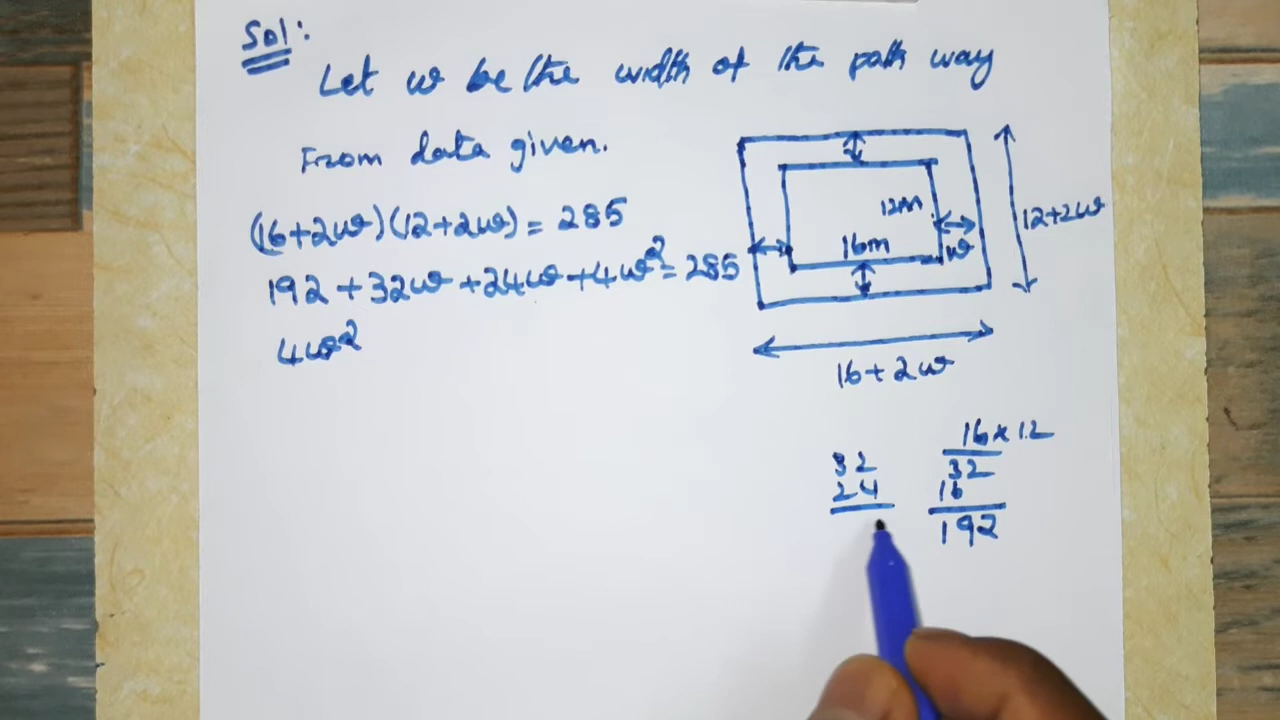 Sol:
Let w be the width of the path way
From data given.
(16+2w)(12+2w) = 285
192 + 32w + 24w + 4w² = 285
4w²
12m
16m
w
12+2w
16+2w
32
24
16 x 12
32
16
192